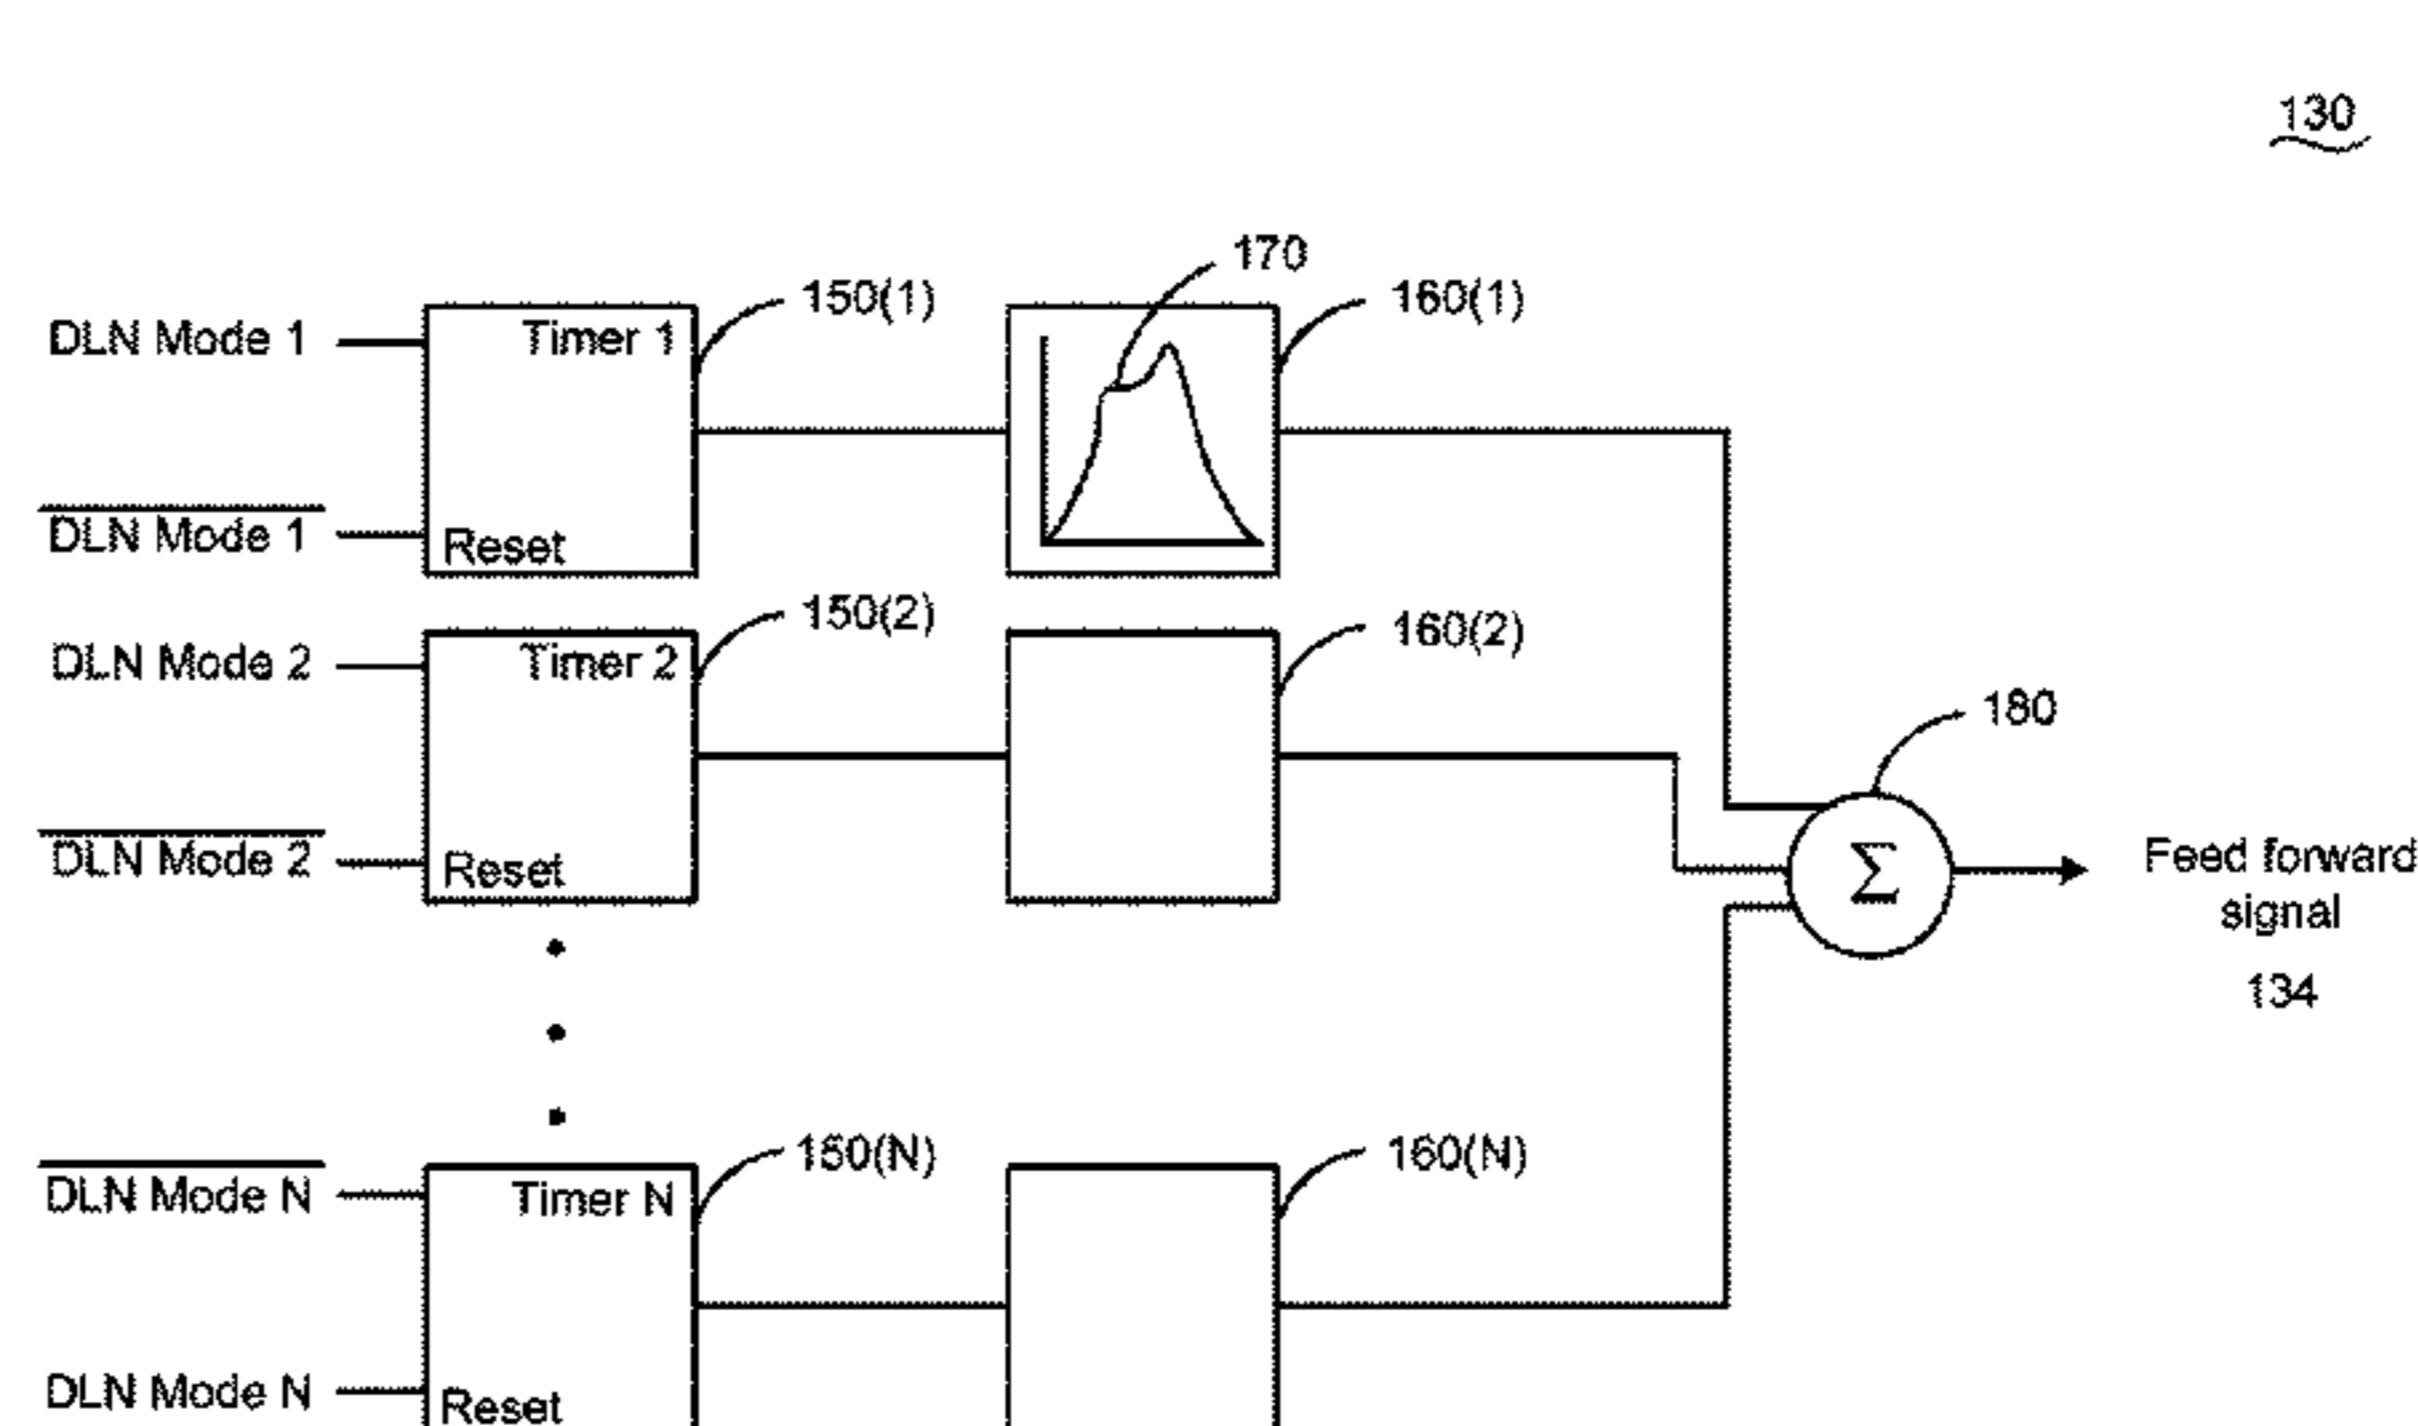 130
170
150(1)
160(1)
DLN Mode 1
Timer 1
DLN Mode 1
Reset
150(2)
160(2)
DLN Mode 2
Timer 2
180
DLN Mode 2
Reset
Σ
Feed forward
signal
134
150(N)
160(N)
DLN Mode N
Timer N
DLN Mode N
Reset